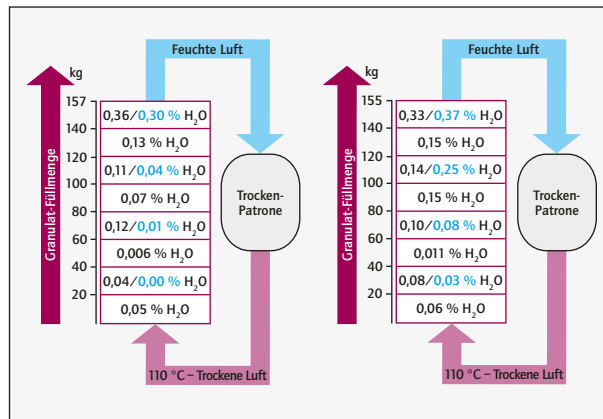 Feuchte Luft
kg
157
140
120
100
80
60
40
20
Granulat-Füllmenge
0,36/0,30 % H₂O
0,13 % H₂O
0,11/0,04 % H₂O
0,07 % H₂O
0,12/0,01 % H₂O
0,006 % H₂O
0,04/0,00 % H₂O
0,05 % H₂O
Trocken-
Patrone
110 °C – Trockene Luft
Feuchte Luft
kg
155
140
120
100
80
60
40
20
Granulat-Füllmenge
0,33/0,37 % H₂O
0,15 % H₂O
0,14/0,25 % H₂O
0,15 % H₂O
0,10/0,08 % H₂O
0,011 % H₂O
0,08/0,03 % H₂O
0,06 % H₂O
Trocken-
Patrone
110 °C – Trockene Luft